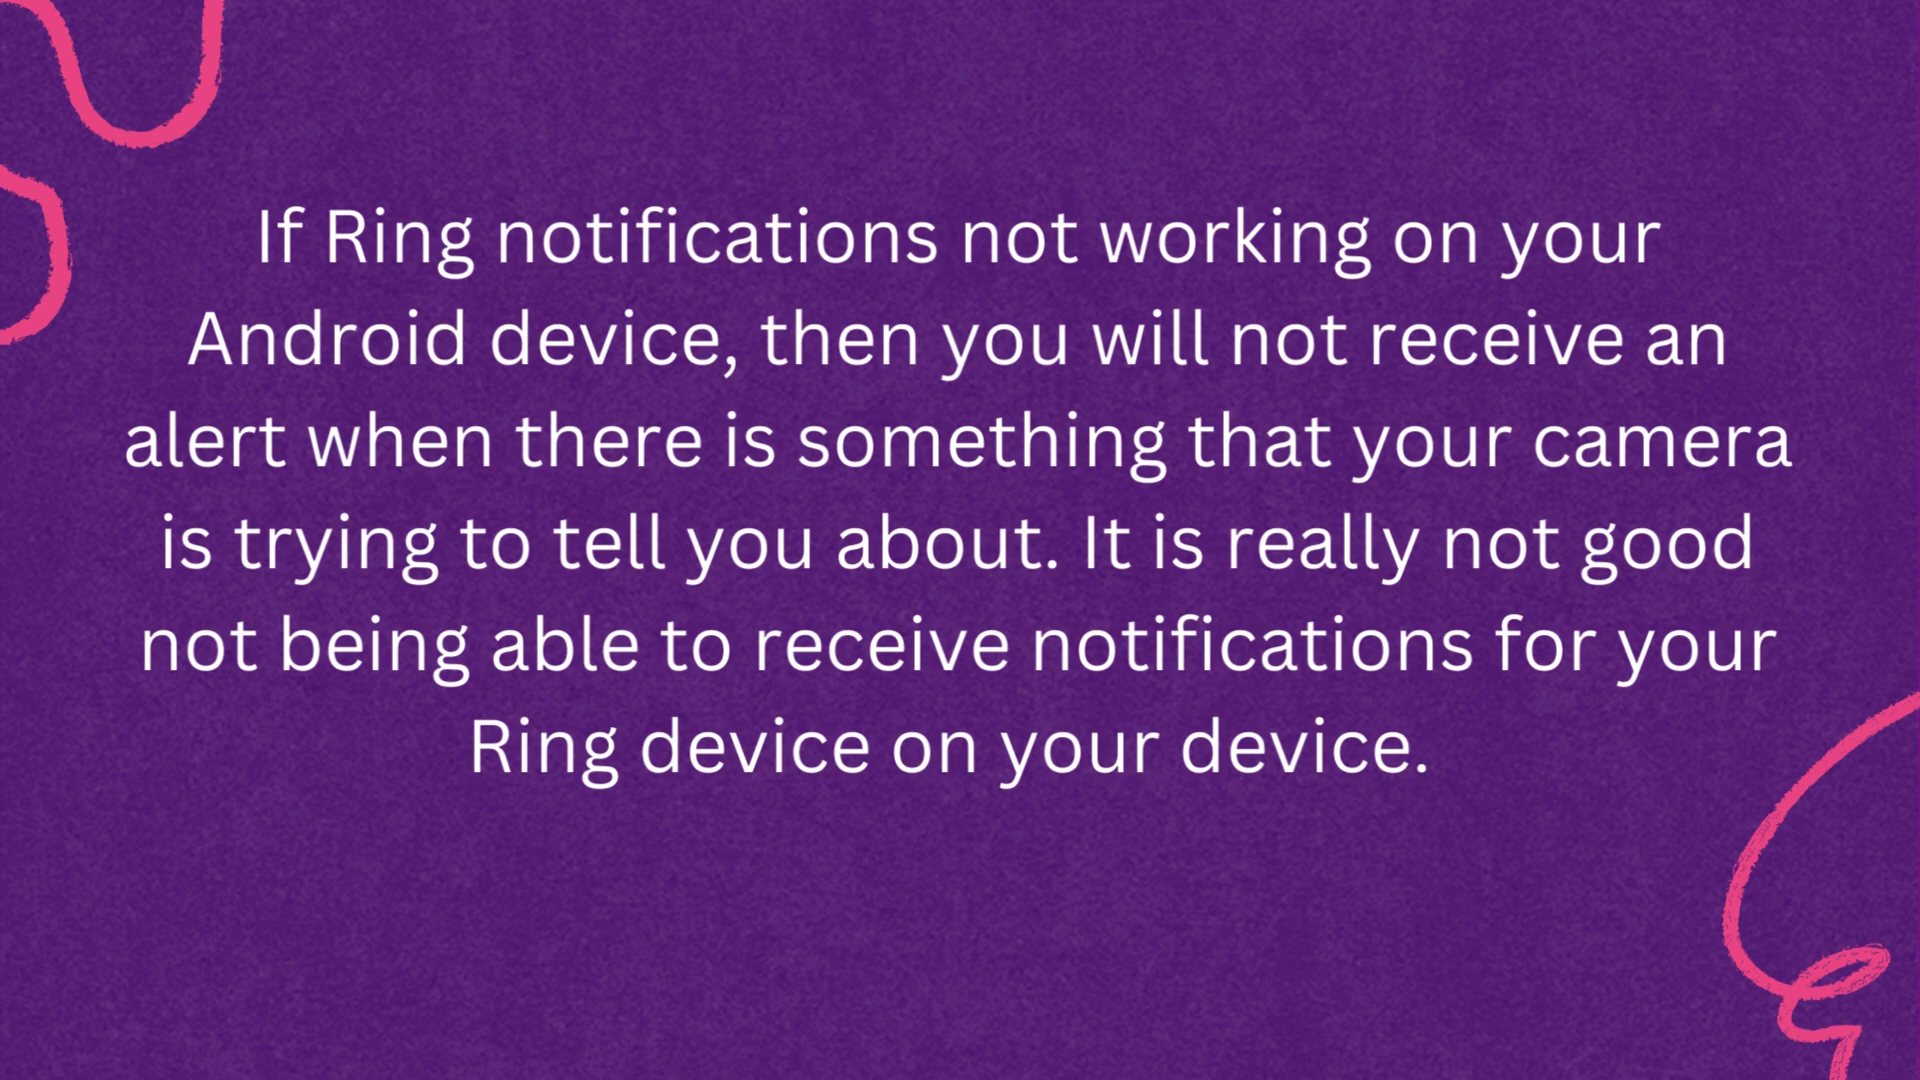 If Ring notifications not working on your
Android device, then you will not receive an
alert when there is something that your camera
is trying to tell you about. It is really not good
not being able to receive notifications for your
Ring device on your device.